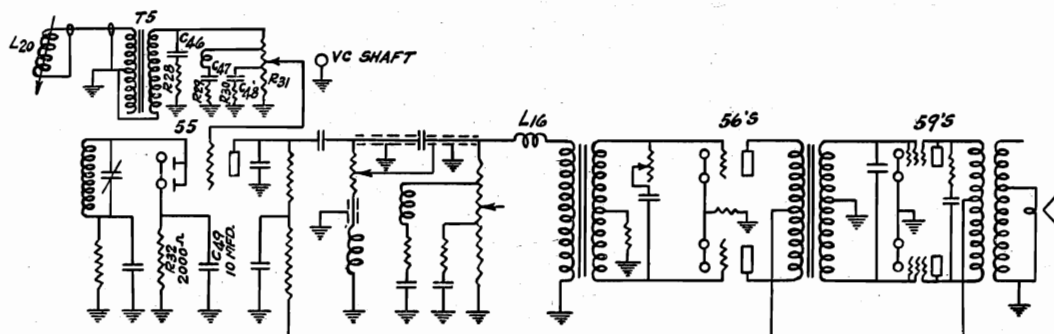 L20
T5
C46
R28
C47
R29
R30
C48
R31
VC SHAFT
55
R32
2000Ω
C49
10 MFD.
L16
56'S
59'S